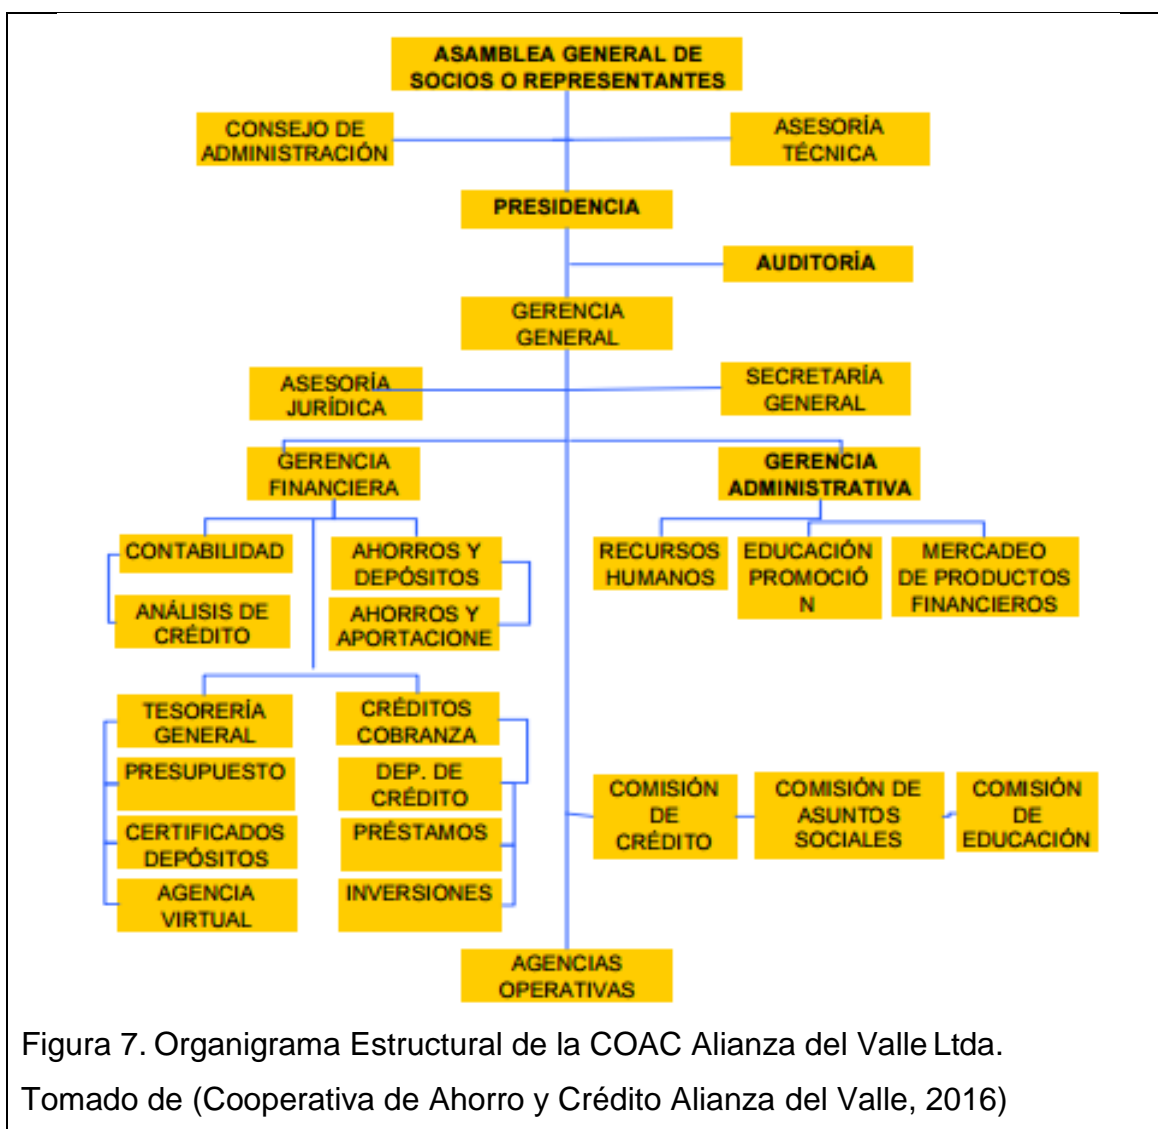 ASAMBLEA GENERAL DE
SOCIOS O REPRESENTANTES
CONSEJO DE
ADMINISTRACIÓN
ASESORÍA
TÉCNICA
PRESIDENCIA
AUDITORÍA
GERENCIA
GENERAL
ASESORÍA
JURÍDICA
SECRETARÍA
GENERAL
GERENCIA
FINANCIERA
GERENCIA
ADMINISTRATIVA
CONTABILIDAD
AHORROS Y
DEPÓSITOS
RECURSOS
HUMANOS
EDUCACIÓN
PROMOCIÓ
N
MERCADEO
DE PRODUCTOS
FINANCIEROS
ANÁLISIS DE
CRÉDITO
AHORROS Y
APORTACIONE
TESORERÍA
GENERAL
CRÉDITOS
COBRANZA
PRESUPUESTO
DEP. DE
CRÉDITO
COMISIÓN
DE
CRÉDITO
COMISIÓN DE
ASUNTOS
SOCIALES
COMISIÓN
DE
EDUCACIÓN
CERTIFICADOS
DEPÓSITOS
PRÉSTAMOS
AGENCIA
VIRTUAL
INVERSIONES
AGENCIAS
OPERATIVAS
Figura 7. Organigrama Estructural de la COAC Alianza del Valle Ltda.
Tomado de (Cooperativa de Ahorro y Crédito Alianza del Valle, 2016)